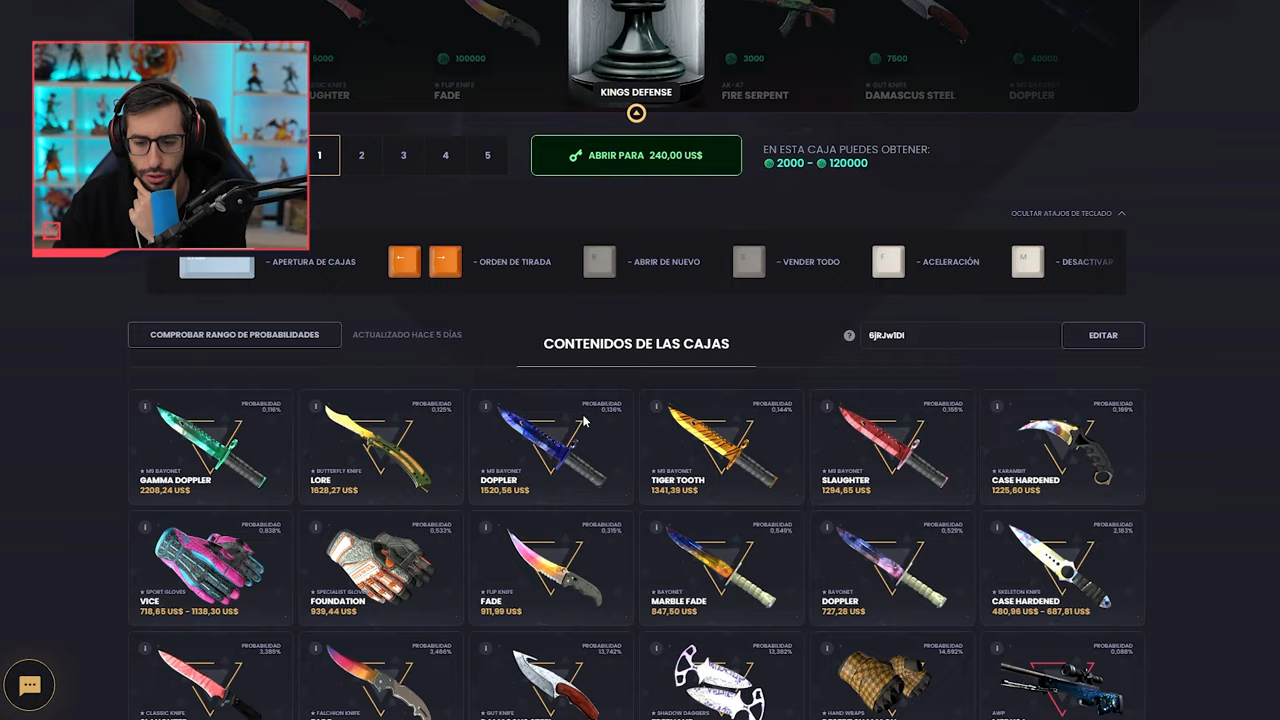 5000
100000
3000
7500
40000
FLIP KNIFE
AK-47
★ GUT KNIFE
FADE
KINGS DEFENSE
FIRE SERPENT
DAMASCUS STEEL
DOPPLER
1
2
3
4
5
ABRIR PARA 240,00 US$
EN ESTA CAJA PUEDES OBTENER:
2000 - 120000
OCULTAR ATAJOS DE TECLADO
- APERTURA DE CAJAS
← →
- ORDEN DE TIRADA
R
- ABRIR DE NUEVO
S
- VENDER TODO
F
- ACELERACIÓN
M
- DESACTIVAR
COMPROBAR RANGO DE PROBABILIDADES
ACTUALIZADO HACE 5 DÍAS
CONTENIDOS DE LAS CAJAS
6jRJw1DI
EDITAR
PROBABILIDAD
0,116%
★ M9 BAYONET
GAMMA DOPPLER
2208,24 US$
PROBABILIDAD
0,125%
★ BUTTERFLY KNIFE
LORE
1628,27 US$
PROBABILIDAD
0,136%
★ M9 BAYONET
DOPPLER
1520,56 US$
PROBABILIDAD
0,144%
★ M9 BAYONET
TIGER TOOTH
1341,39 US$
PROBABILIDAD
0,155%
★ M9 BAYONET
SLAUGHTER
1294,65 US$
PROBABILIDAD
0,169%
★ KARAMBIT
CASE HARDENED
1225,60 US$
PROBABILIDAD
0,838%
★ SPORT GLOVES
VICE
718,65 US$ - 1138,30 US$
PROBABILIDAD
0,532%
★ SPECIALIST GLOVES
FOUNDATION
939,44 US$
PROBABILIDAD
0,315%
★ FLIP KNIFE
FADE
911,99 US$
PROBABILIDAD
0,549%
★ BAYONET
MARBLE FADE
847,50 US$
PROBABILIDAD
0,529%
★ BAYONET
DOPPLER
727,28 US$
PROBABILIDAD
2,183%
★ SKELETON KNIFE
CASE HARDENED
480,96 US$ - 687,81 US$
PROBABILIDAD
3,385%
★ CLASSIC KNIFE
PROBABILIDAD
3,466%
★ FALCHION KNIFE
PROBABILIDAD
13,742%
★ GUT KNIFE
PROBABILIDAD
13,382%
★ SHADOW DAGGERS
PROBABILIDAD
14,692%
★ HAND WRAPS
PROBABILIDAD
0,088%
AWP